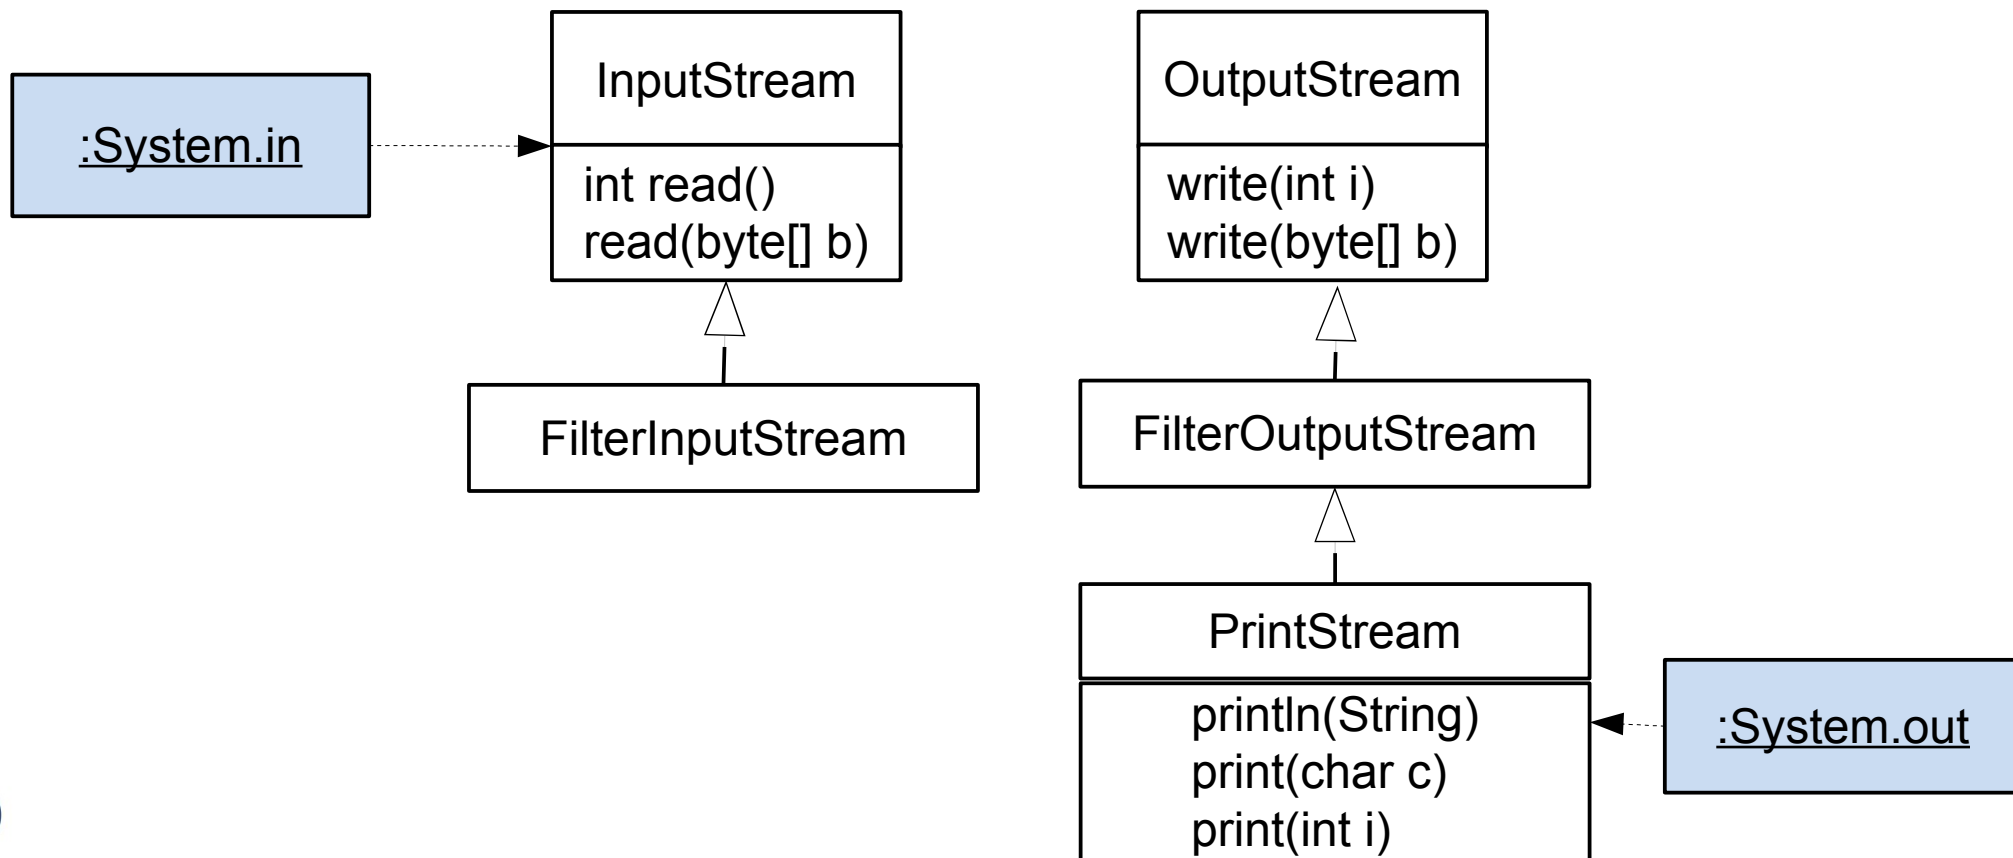 :System.in
InputStream
int read()
read(byte[] b)
FilterInputStream
OutputStream
write(int i)
write(byte[] b)
FilterOutputStream
PrintStream
println(String)
print(char c)
print(int i)
:System.out